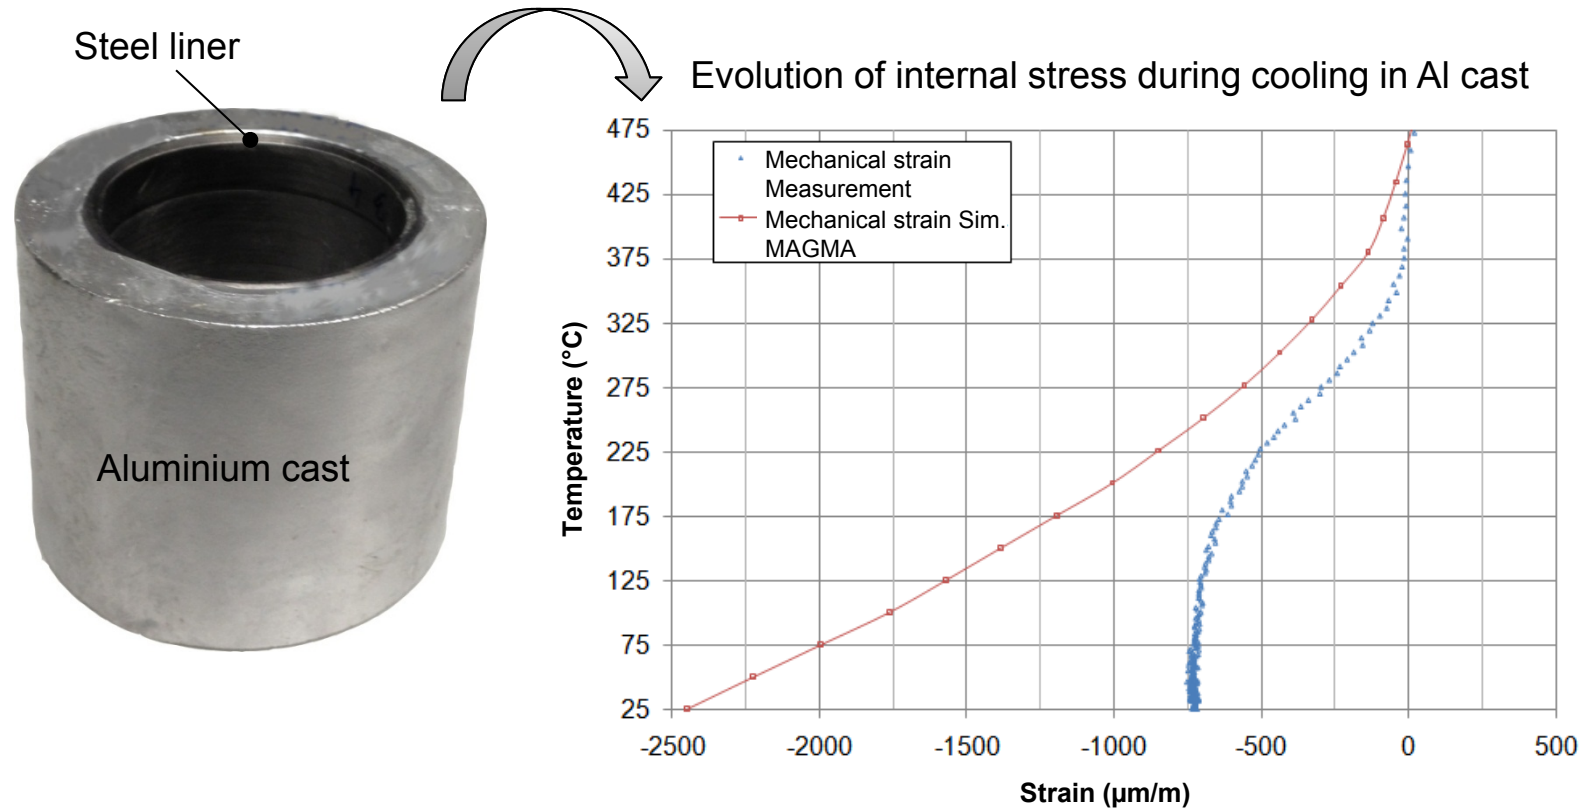 Steel liner
Aluminium cast
Evolution of internal stress during cooling in Al cast
Mechanical strain
Measurement
Mechanical strain Sim.
MAGMA
Temperature (°C)
475
425
375
325
275
225
175
125
75
25
-2500 -2000 -1500 -1000 -500 0 500
Strain (µm/m)